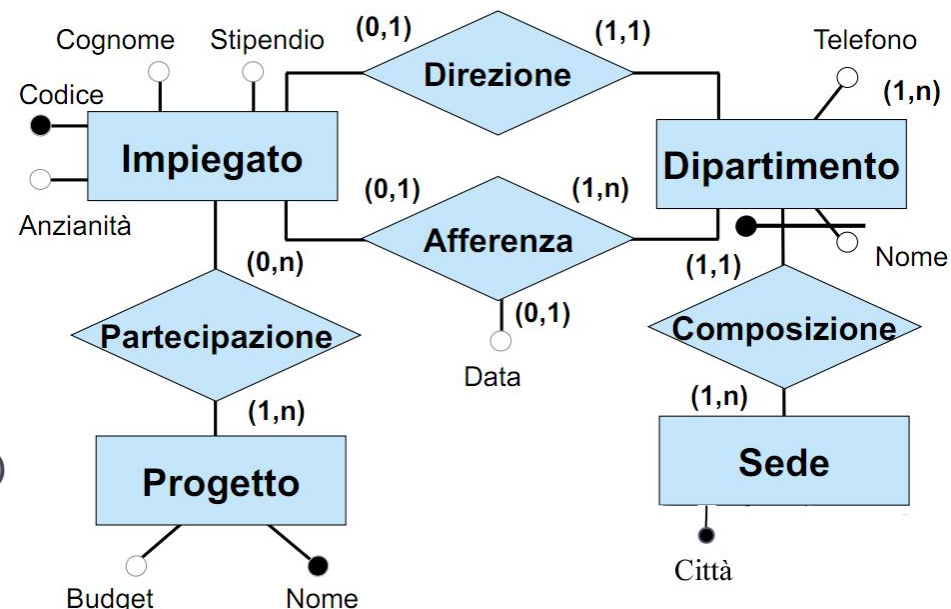 (0,1)
(1,1)
Cognome
Stipendio
Direzione
Telefono
Codice
(1,n)
Impiegato
Dipartimento
(0,1)
(1,n)
Anzianità
Afferenza
(0,n)
(1,1)
Nome
(0,1)
Partecipazione
Composizione
Data
(1,n)
(1,n)
Progetto
Sede
)
Città
Budget
Nome